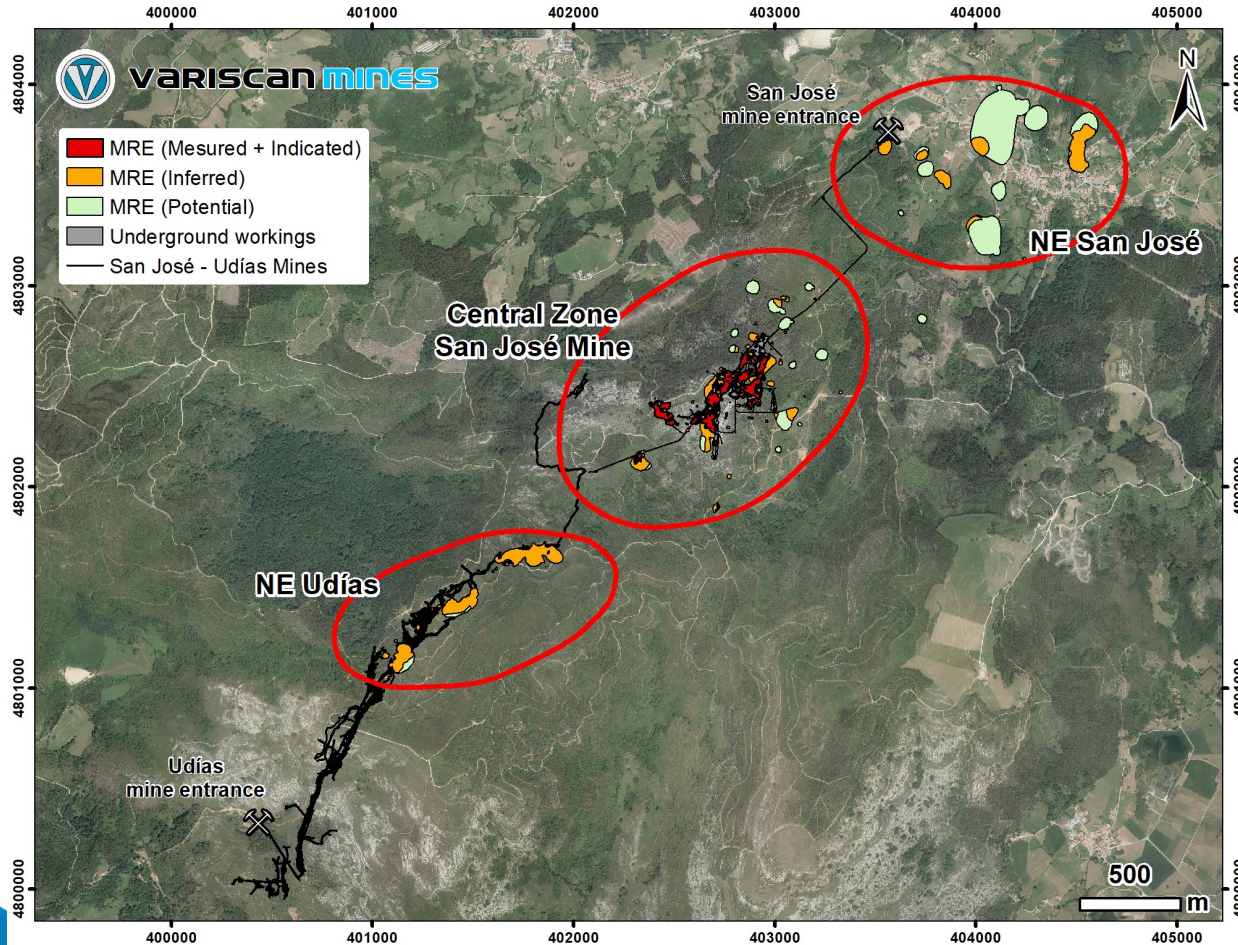 400000 401000 402000 403000 404000 405000
VARISCAN MINES
MRE (Mesured + Indicated)
MRE (Inferred)
MRE (Potential)
Underground workings
San José - Udías Mines
San José
mine entrance
N
NE San José
Central Zone
San José Mine
NE Udías
Udías
mine entrance
500
m
4804000
4803000
4802000
4801000
4800000
400000 401000 402000 403000 404000 405000